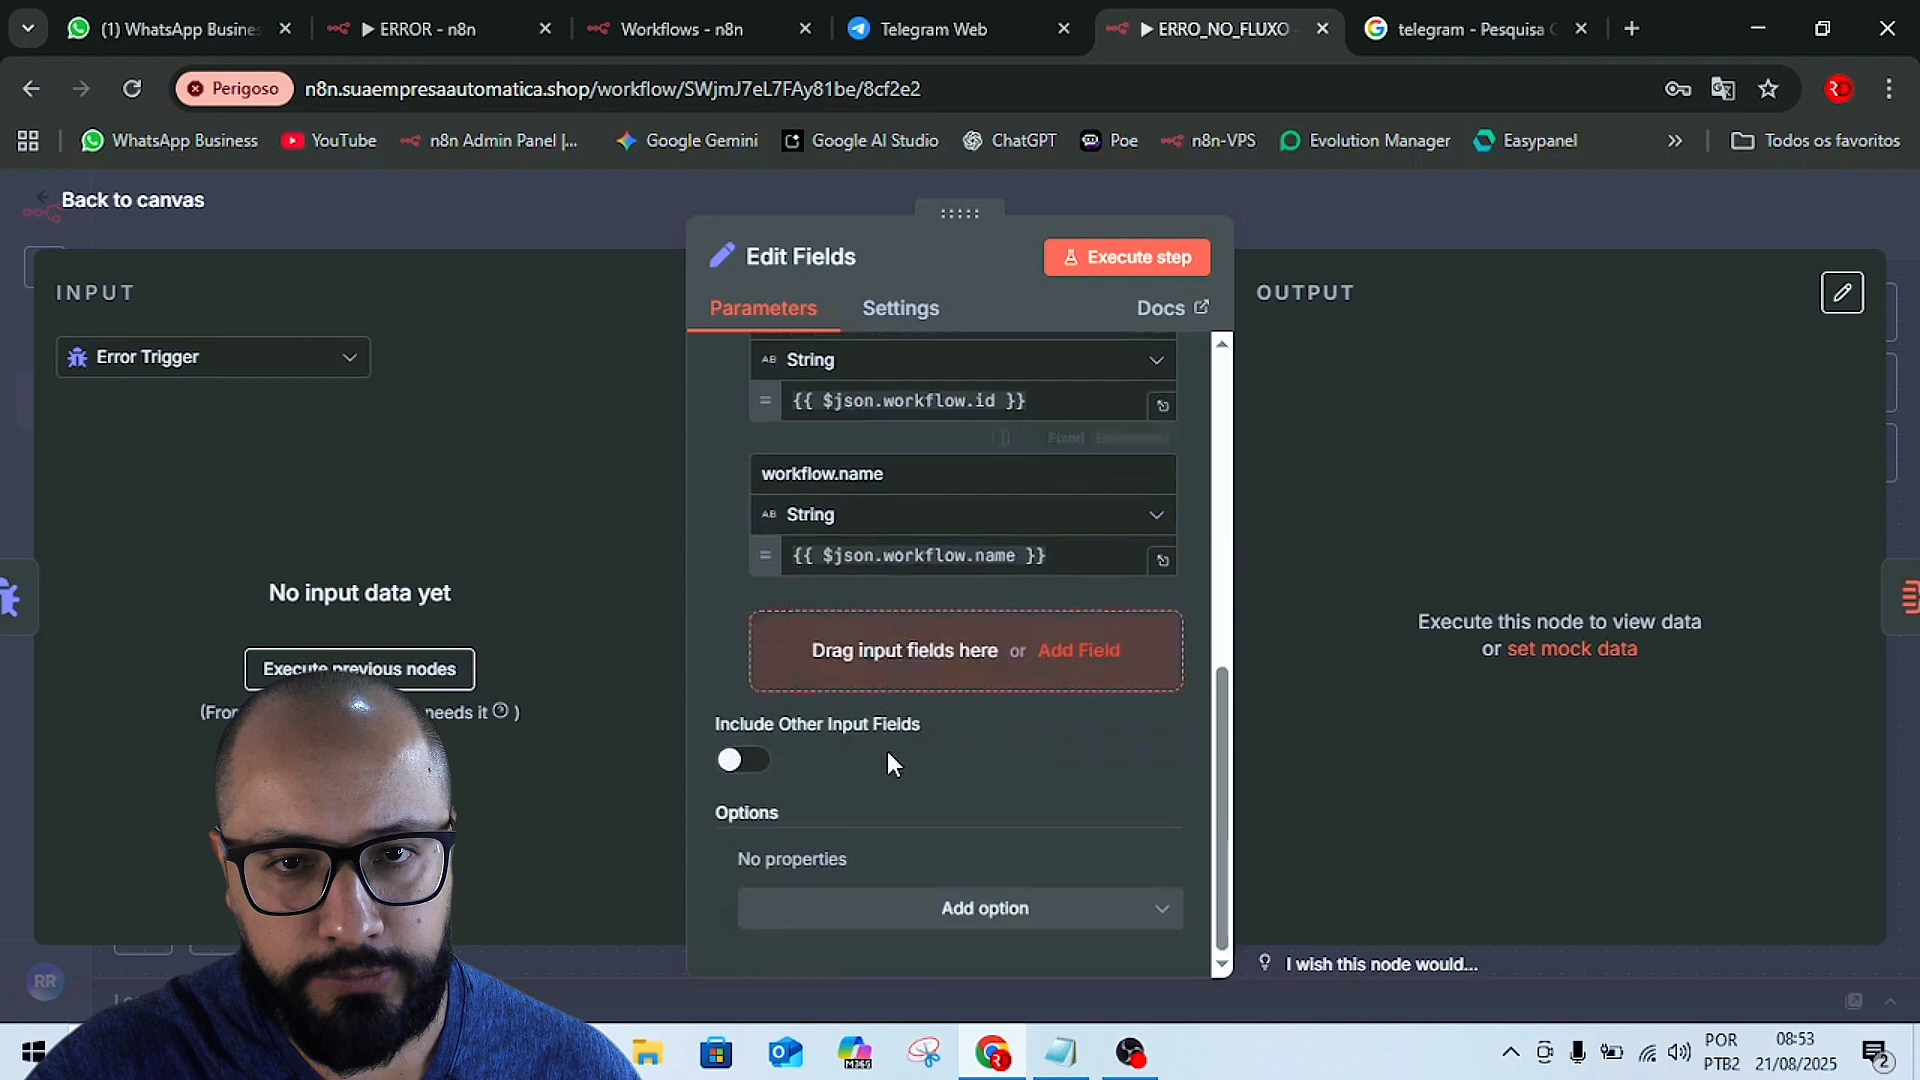 (1) WhatsApp Busine
ERROR - n8n
Workflows - n8n
Telegram Web
ERRO_NO_FLUXO
telegram - Pesquisa
Perigoso
n8n.suaempresaautomatica.shop/workflow/SWjmJ7eL7FAy81be/8cf2e2
WhatsApp Business
YouTube
n8n Admin Panel |...
Google Gemini
Google AI Studio
ChatGPT
Poe
n8n-VPS
Evolution Manager
Easypanel
Todos os favoritos
Back to canvas
Edit Fields
Execute step
INPUT
Parameters
Settings
Docs
OUTPUT
Error Trigger
AB String
= {{ $json.workflow.id }}
workflow.name
AB String
= {{ $json.workflow.name }}
No input data yet
Execute previous nodes
needs it ? )
Drag input fields here or Add Field
Execute this node to view data
or set mock data
Include Other Input Fields
Options
No properties
Add option
I wish this node would...
RR
POR
PTB2
08:53
21/08/2025
2